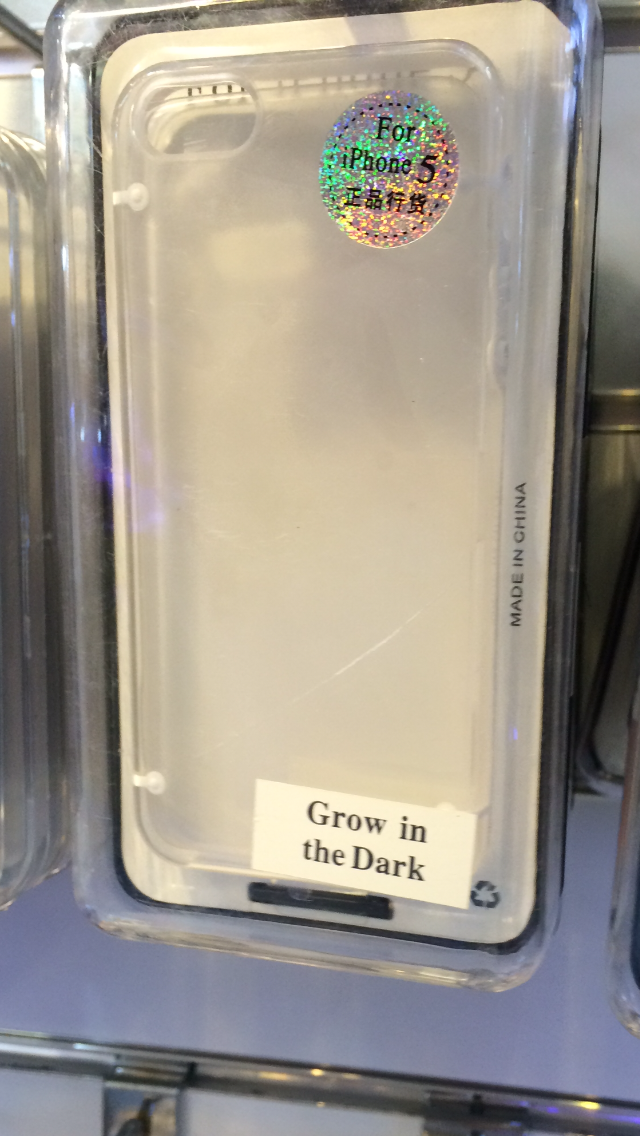 For
iPhone 5
正品行货
MADE IN CHINA
Grow in
the Dark